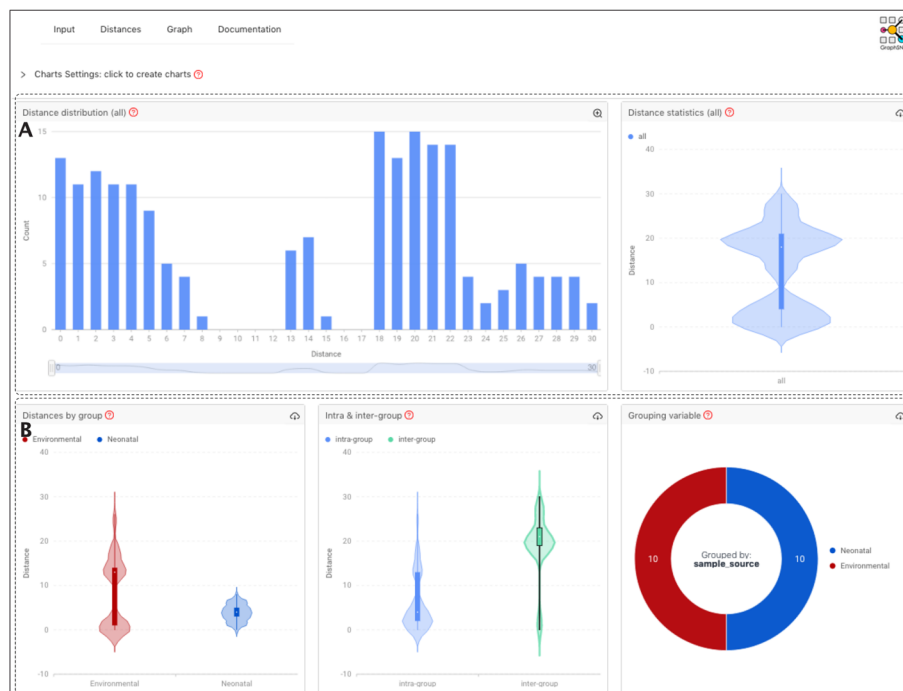 Input Distances Graph Documentation
GraphSN
> Charts Settings: click to create charts ?
Distance distribution (all) ?
A
15
10
5
0
Count
0 1 2 3 4 5 6 7 8 9 10 11 12 13 14 15 16 17 18 19 20 21 22 23 24 25 26 27 28 29 30
Distance
0 30
Distance statistics (all) ?
all
40
30
20
10
0
-10
Distance
all
Distances by group ?
B
Environmental Neonatal
40
30
20
10
0
-10
Distance
Environmental Neonatal
Intra & inter-group ?
intra-group inter-group
40
30
20
10
0
-10
Distance
intra-group inter-group
Grouping variable ?
10
Grouped by:
sample_source
10
Neonatal
Environmental